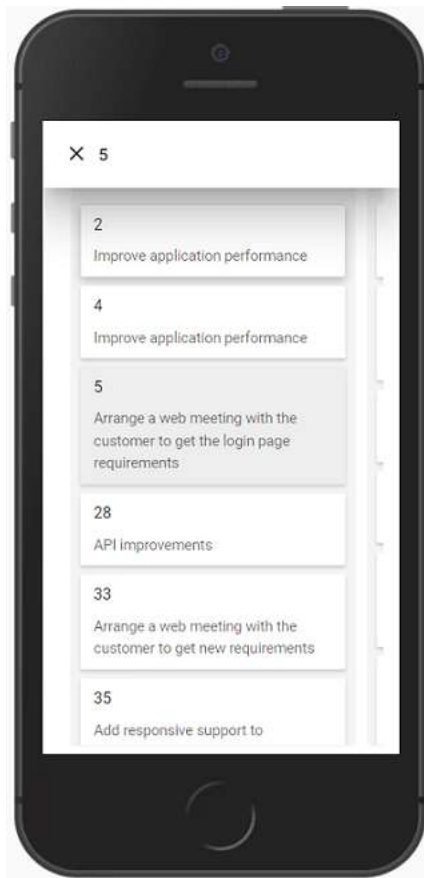 5
2
Improve application performance
4
Improve application performance
5
Arrange a web meeting with the
customer to get the login page
requirements
28
API improvements
33
Arrange a web meeting with the
customer to get new requirements
35
Add responsive support to